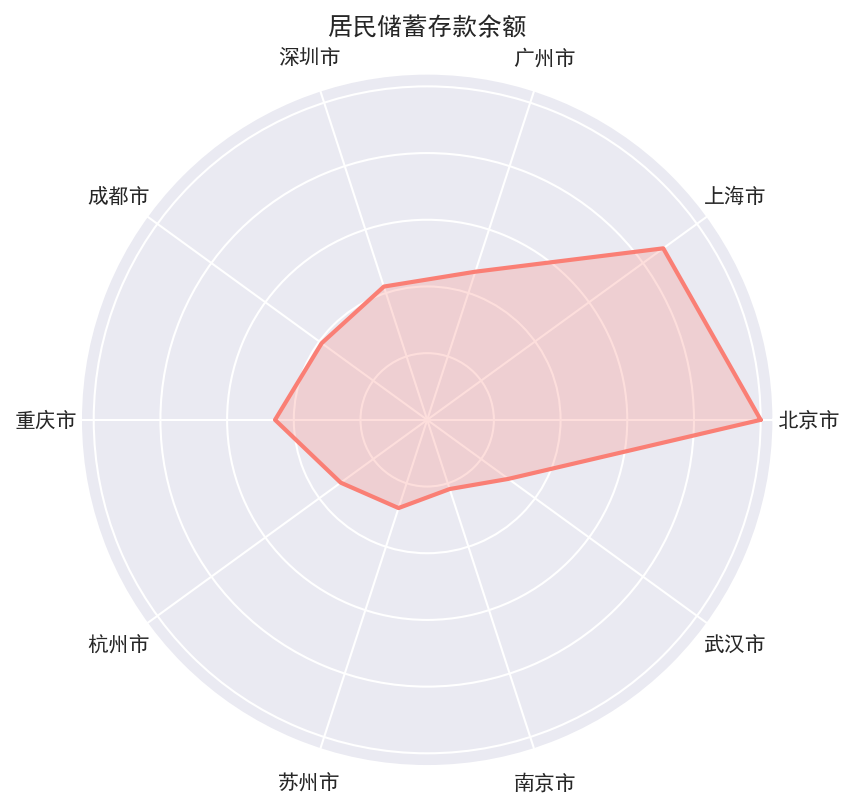 居民储蓄存款余额
深圳市
广州市
成都市
上海市
重庆市
北京市
杭州市
武汉市
苏州市
南京市